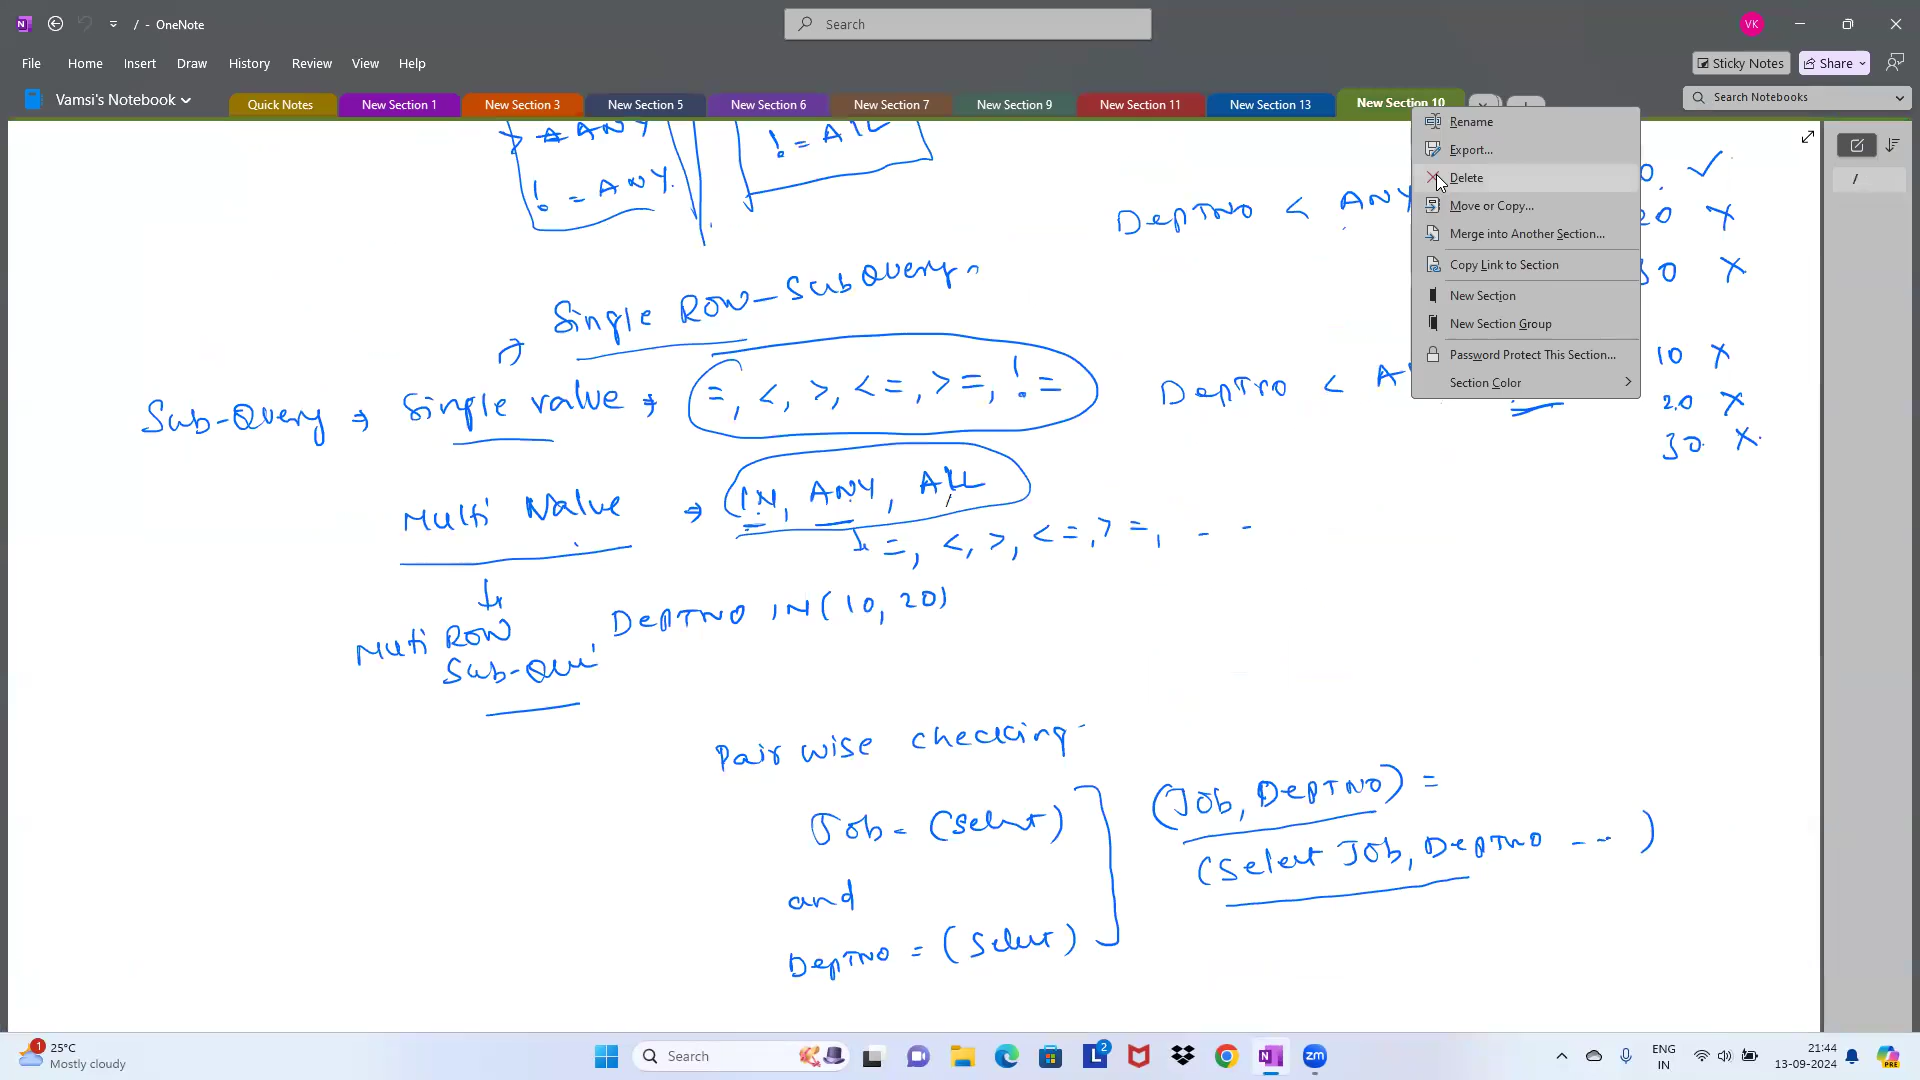 / - OneNote
Search
VK
File Home Insert Draw History Review View Help
Sticky Notes Share
Vamsi's Notebook
Quick Notes New Section 1 New Section 3 New Section 5 New Section 6 New Section 7 New Section 9 New Section 11 New Section 13 New Section 10
Search Notebooks
Rename
Export...
Delete
Move or Copy...
Merge into Another Section...
Copy Link to Section
New Section
New Section Group
Password Protect This Section...
Section Color
/
ANY
! = ANY.
! = ALL
DeptNO < ANY
0. ✓
20 X
30 X
Single Row-SubQuery
Sub-Query → Single value → =, <, >, <=, >=, ! =
DeptNo < A
10 X
20 X
30 X.
Multi Value → IN, ANY, ALL
=, <, >, <=, >=, - -
Muti ROW
Sub-Que
DeptNO IN(10, 20)
Pair wise checking
Job = (Select)
and
DeptNO = (Select)
(Job, DeptNO) =
(Select Job, DeptNO -- )
25°C
Mostly cloudy
Search
ENG
IN
21:44
13-09-2024